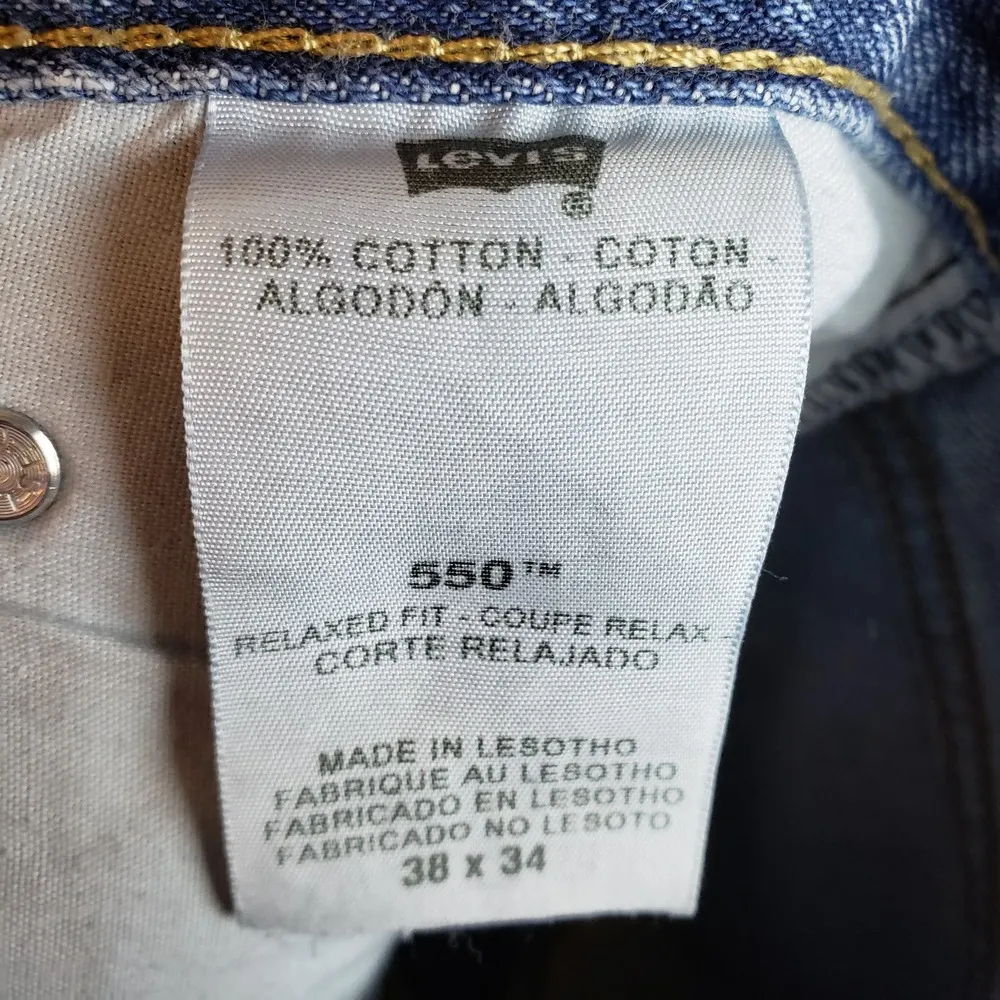 LEVI'S
®
100% COTTON - COTON -
ALGODÓN - ALGODÃO
550™
RELAXED FIT - COUPE RELAX -
CORTE RELAJADO
MADE IN LESOTHO
FABRIQUE AU LESOTHO
FABRICADO EN LESOTHO
FABRICADO NO LESOTO
38 x 34